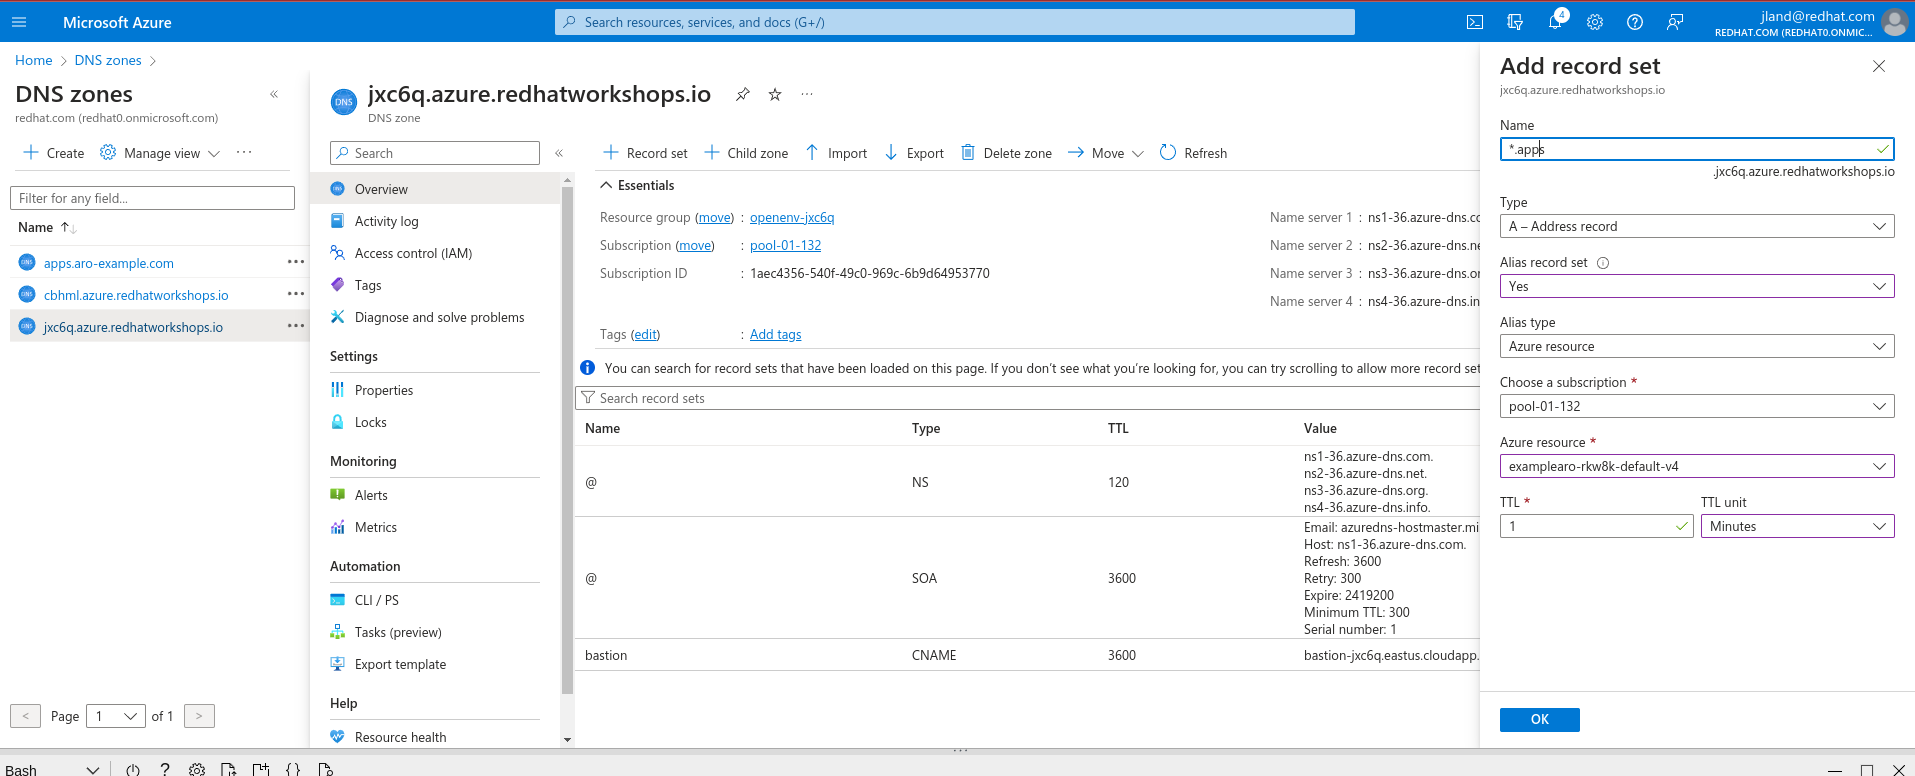 Microsoft Azure
Search resources, services, and docs (G+/)
4
jland@redhat.com
REDHAT.COM (REDHAT0.ONMIC...
Home > DNS zones >
DNS zones
«
redhat.com (redhat0.onmicrosoft.com)
+ Create Manage view ...
Filter for any field...
Name ↑↓
DNS apps.aro-example.com ...
DNS cbhml.azure.redhatworkshops.io ...
DNS jxc6q.azure.redhatworkshops.io ...
< Page 1 of 1 >
DNS jxc6q.azure.redhatworkshops.io ...
DNS zone
Search «
Overview
Activity log
Access control (IAM)
Tags
Diagnose and solve problems
Settings
Properties
Locks
Monitoring
Alerts
Metrics
Automation
CLI / PS
Tasks (preview)
Export template
Help
Resource health
+ Record set + Child zone Import Export Delete zone Move Refresh
Essentials
Resource group (move) : openenv-jxc6q
Subscription (move) : pool-01-132
Subscription ID : 1aec4356-540f-49c0-969c-6b9d64953770
Name server 1 : ns1-36.azure-dns.co
Name server 2 : ns2-36.azure-dns.ne
Name server 3 : ns3-36.azure-dns.or
Name server 4 : ns4-36.azure-dns.in
Tags (edit) : Add tags
You can search for record sets that have been loaded on this page. If you don't see what you're looking for, you can try scrolling to allow more record set
Search record sets
Name Type TTL Value
@ NS 120
ns1-36.azure-dns.com.
ns2-36.azure-dns.net.
ns3-36.azure-dns.org.
ns4-36.azure-dns.info.
@ SOA 3600
Email: azuredns-hostmaster.mi
Host: ns1-36.azure-dns.com.
Refresh: 3600
Retry: 300
Expire: 2419200
Minimum TTL: 300
Serial number: 1
bastion CNAME 3600 bastion-jxc6q.eastus.cloudapp.
Add record set
jxc6q.azure.redhatworkshops.io
Name
*.apps
.jxc6q.azure.redhatworkshops.io
Type
A – Address record
Alias record set
Yes
Alias type
Azure resource
Choose a subscription *
pool-01-132
Azure resource *
examplearo-rkw8k-default-v4
TTL * TTL unit
1 Minutes
OK
Bash ? {}